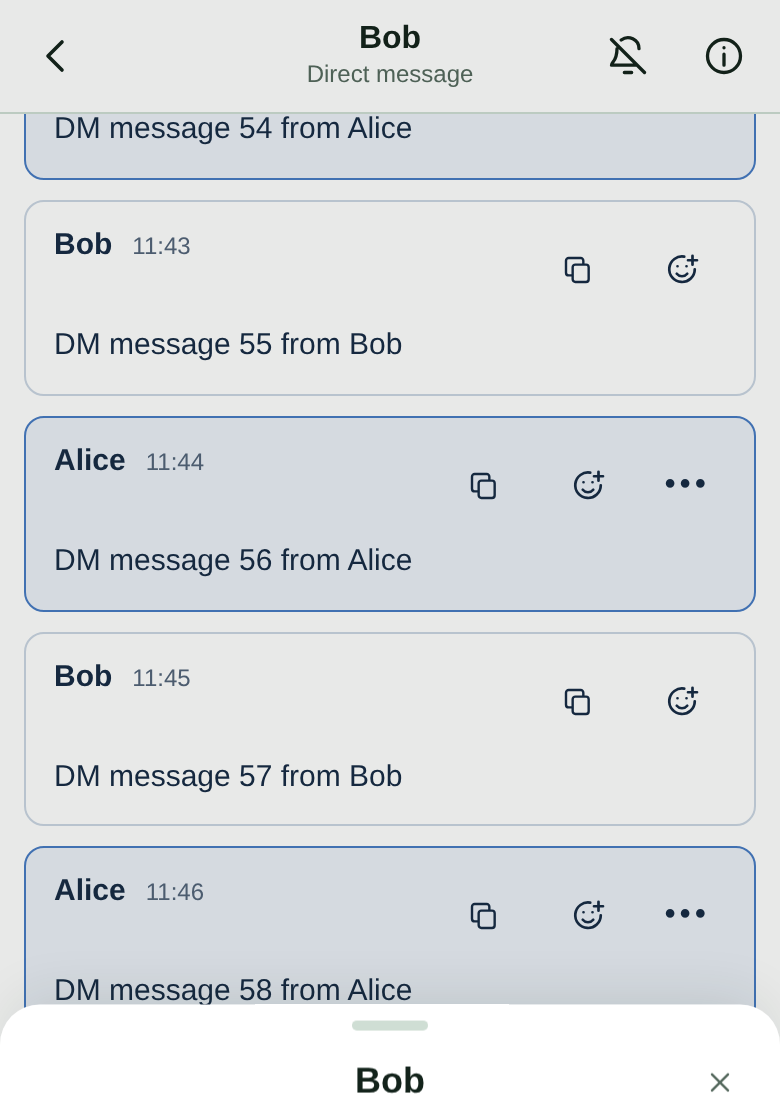 Bob
Direct message
DM message 54 from Alice
Bob 11:43
DM message 55 from Bob
Alice 11:44
DM message 56 from Alice
Bob 11:45
DM message 57 from Bob
Alice 11:46
DM message 58 from Alice
Bob